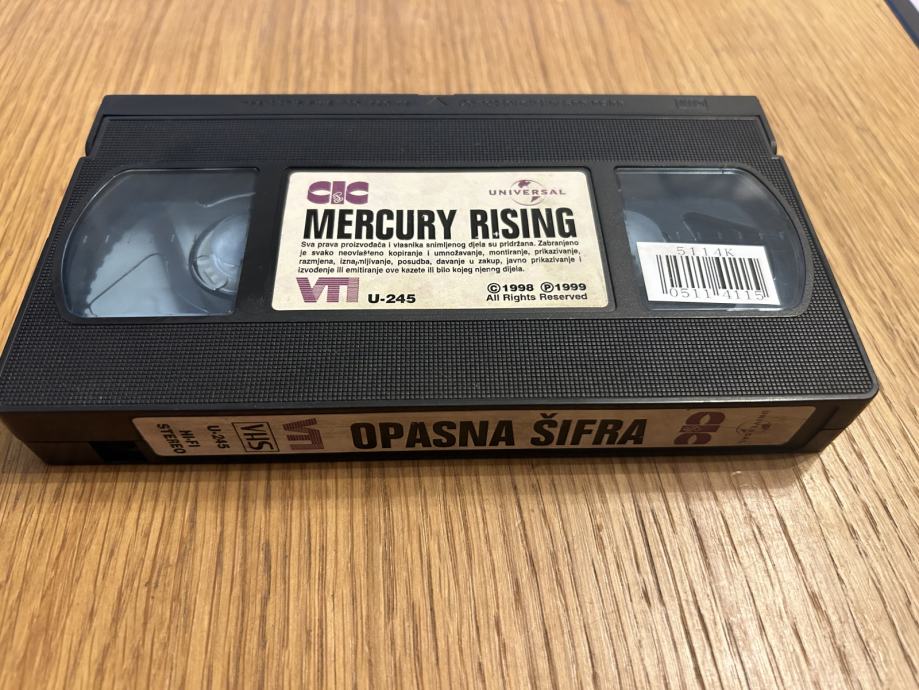 CIC
UNIVERSAL
MERCURY RISING
Sva prava proizvođača i vlasnika snimljenog djela su pridržana. Zabranjeno
je svako neovlašteno kopiranje i umnožavanje, montiranje, prikazivanje,
razmjena, iznajmljivanje, posudba, davanje u zakup, javno prikazivanje i
izvođenje ili emitiranje ove kazete ili bilo kojeg njenog dijela.
VTI U-245
©1998 ℗1999
All Rights Reserved
5114K
0511 4115
STEREO
HI-FI
U-245
VHS
VTI
OPASNA ŠIFRA
CIC
UNIVERSAL